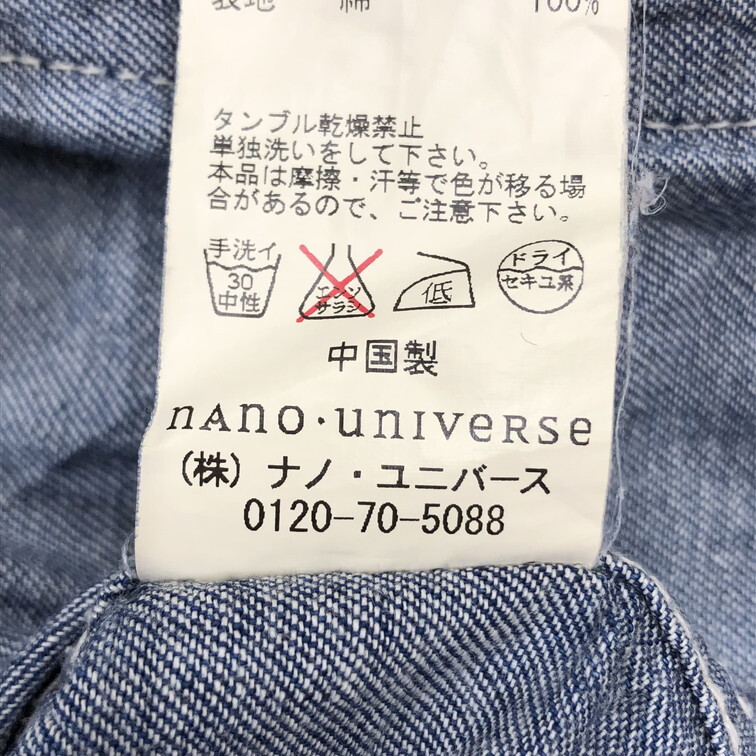 表地 綿 100%
タンブル乾燥禁止
単独洗いをして下さい。
本品は摩擦・汗等で色が移る場
合があるので、ご注意下さい。
手洗イ 30 中性
エンソ サラシ
低
ドライ セキユ系
中国製
nano・universe
(株) ナノ・ユニバース
0120-70-5088